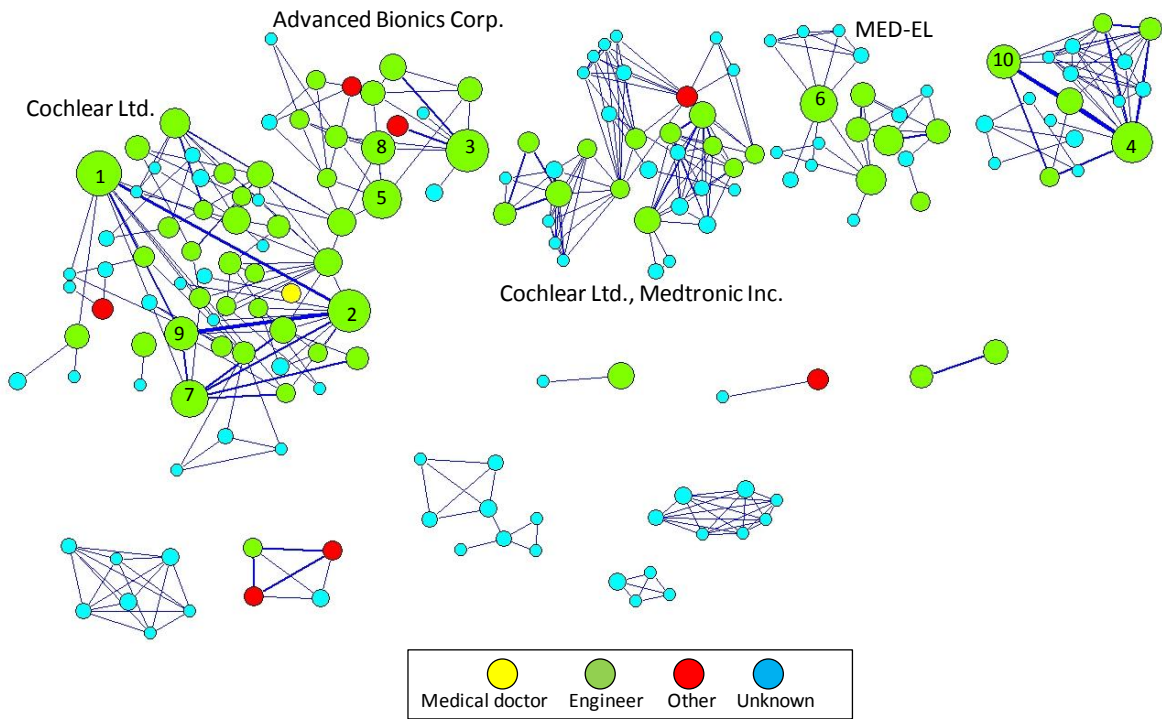 Advanced Bionics Corp.
MED-EL
Cochlear Ltd.
10
6
4
3
8
5
1
2
9
7
Cochlear Ltd., Medtronic Inc.
Medical doctor Engineer Other Unknown